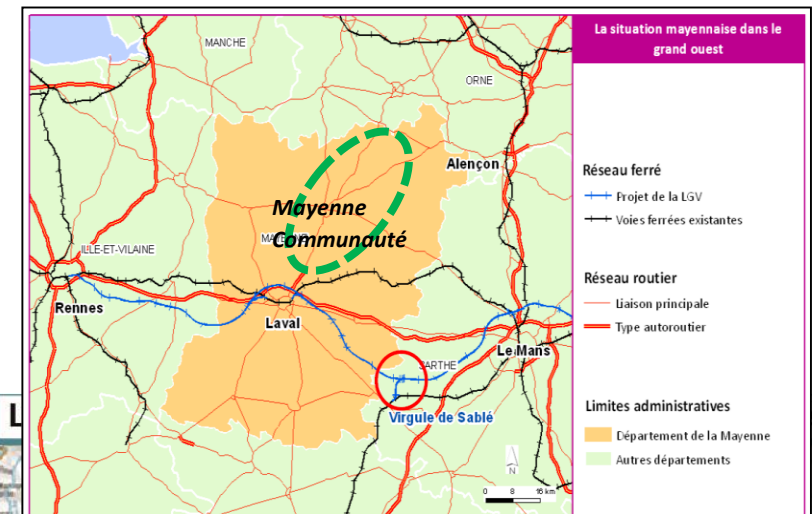 La situation mayennaise dans le
grand ouest
MANCHE
ORNE
Alençon
Mayenne
Communauté
ILLE-ET-VILAINE
Rennes
Laval
SARTHE
Le Mans
Virgule de Sablé
N
0 8 16 km
Réseau ferré
Projet de la LGV
Voies ferrées existantes
Réseau routier
Liaison principale
Type autoroutier
Limites administratives
Département de la Mayenne
Autres départements
L